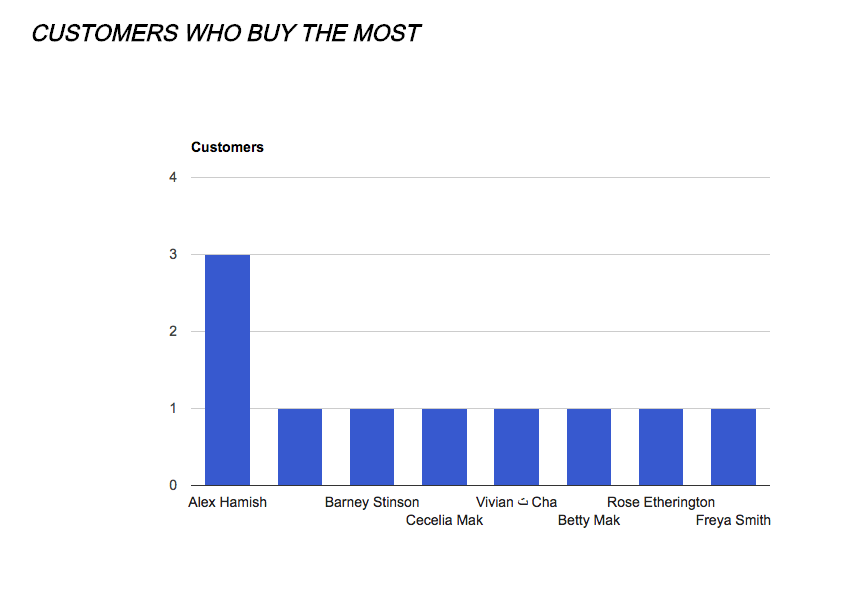 CUSTOMERS WHO BUY THE MOST
Customers
4
3
2
1
0
Alex Hamish Barney Stinson Vivian ت Cha Rose Etherington
Cecelia Mak Betty Mak Freya Smith